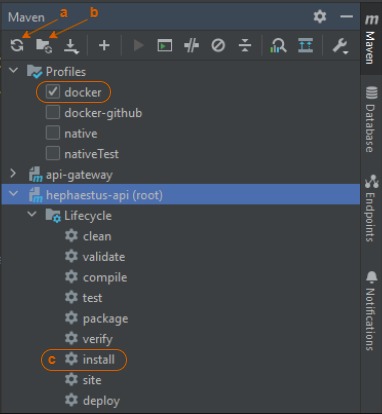 a
b
Maven
Profiles
docker
docker-github
native
nativeTest
api-gateway
hephaestus-api (root)
Lifecycle
clean
validate
compile
test
package
verify
c
install
site
deploy
m
Maven
Database
Endpoints
Notifications